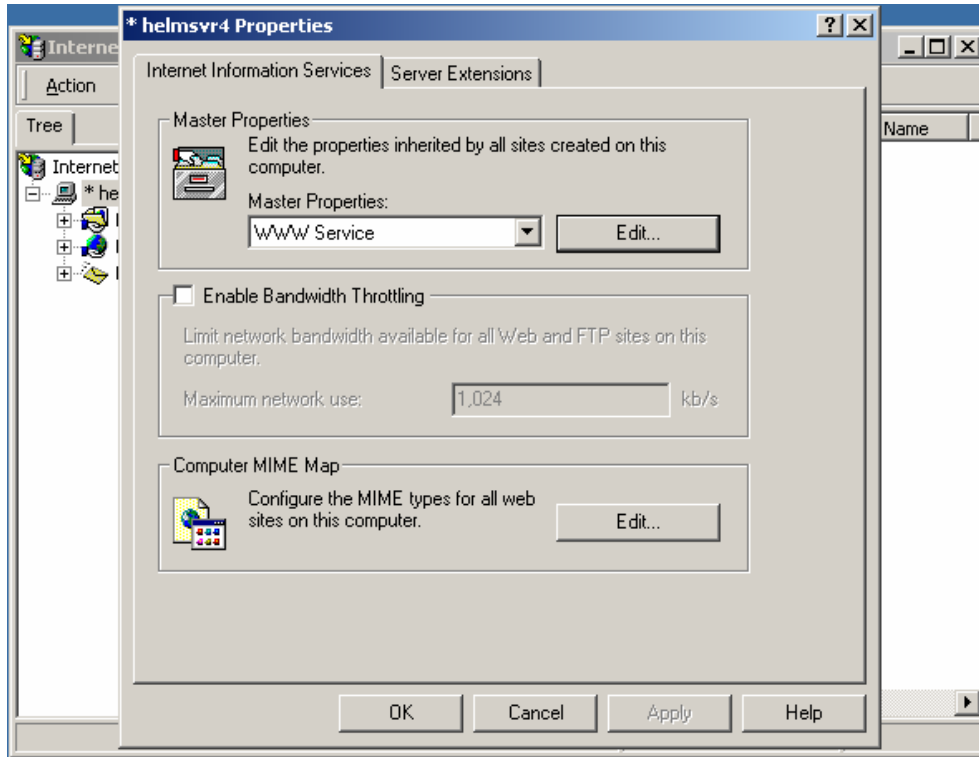 * helmsvr4 Properties
Interne
Action
Tree
Name
Internet
* he
Internet Information Services
Server Extensions
Master Properties
Edit the properties inherited by all sites created on this
computer.
Master Properties:
WWW Service
Edit...
Enable Bandwidth Throttling
Limit network bandwidth available for all Web and FTP sites on this
computer.
Maximum network use:
1,024
kb/s
Computer MIME Map
Configure the MIME types for all web
sites on this computer.
Edit...
OK
Cancel
Apply
Help